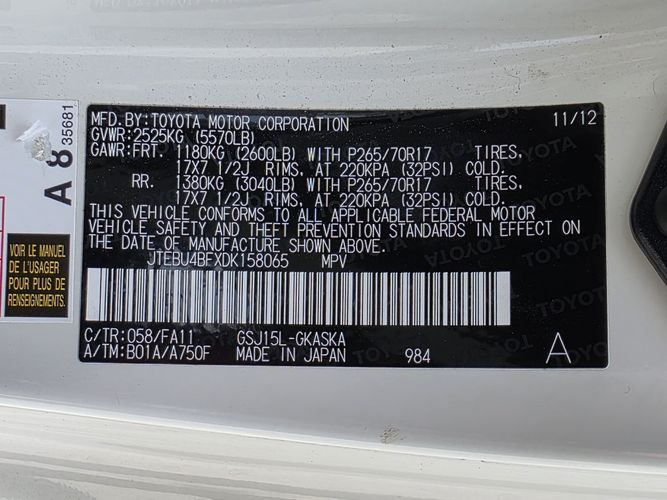 MFD.BY:TOYOTA MOTOR CORPORATION 11/12
GVWR:2525KG (5570LB)
GAWR:FRT. 1180KG (2600LB) WITH P265/70R17 TIRES,
17X7 1/2J RIMS, AT 220KPA (32PSI) COLD.
RR. 1380KG (3040LB) WITH P265/70R17 TIRES,
17X7 1/2J RIMS, AT 220KPA (32PSI) COLD.
THIS VEHICLE CONFORMS TO ALL APPLICABLE FEDERAL MOTOR
VEHICLE SAFETY AND THEFT PREVENTION STANDARDS IN EFFECT ON
THE DATE OF MANUFACTURE SHOWN ABOVE.
JTEBU4BFXDK158065 MPV
C/TR:058/FA11 GSJ15L-GKASKA
A/TM:B01A/A750F MADE IN JAPAN 984 A
A 8 35681
VOIR LE MANUEL
DE L'USAGER
POUR PLUS DE
RENSEIGNEMENTS.